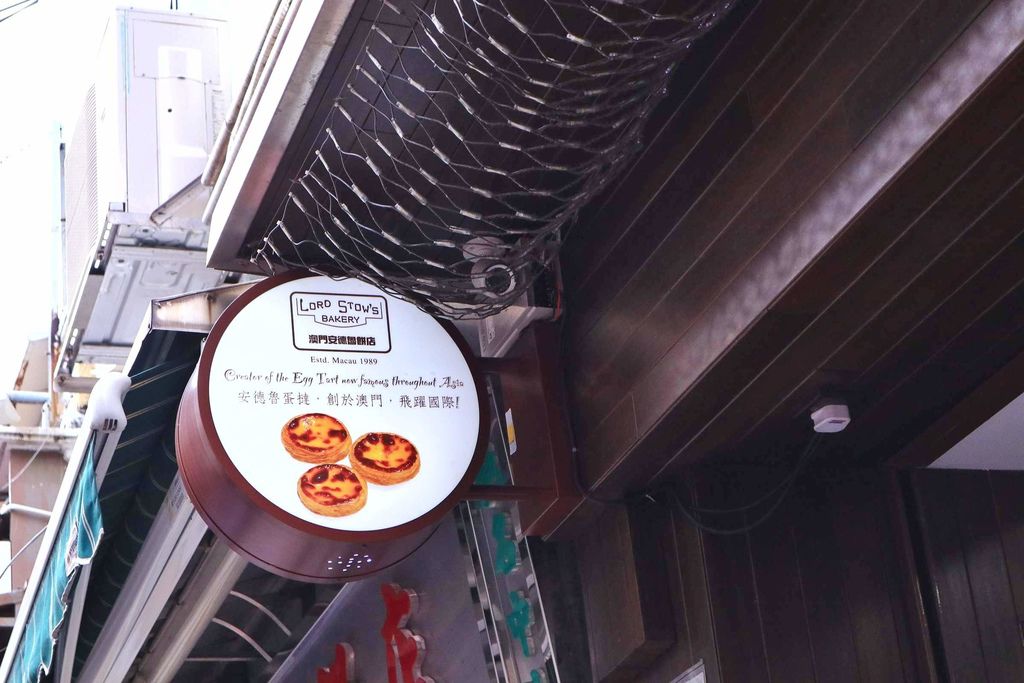 LORD STOW'S
BAKERY
澳門安德魯餅店
Estd. Macau 1989
Creator of the Egg Tart now famous throughout Asia
安德魯蛋撻，創於澳門，飛躍國際!